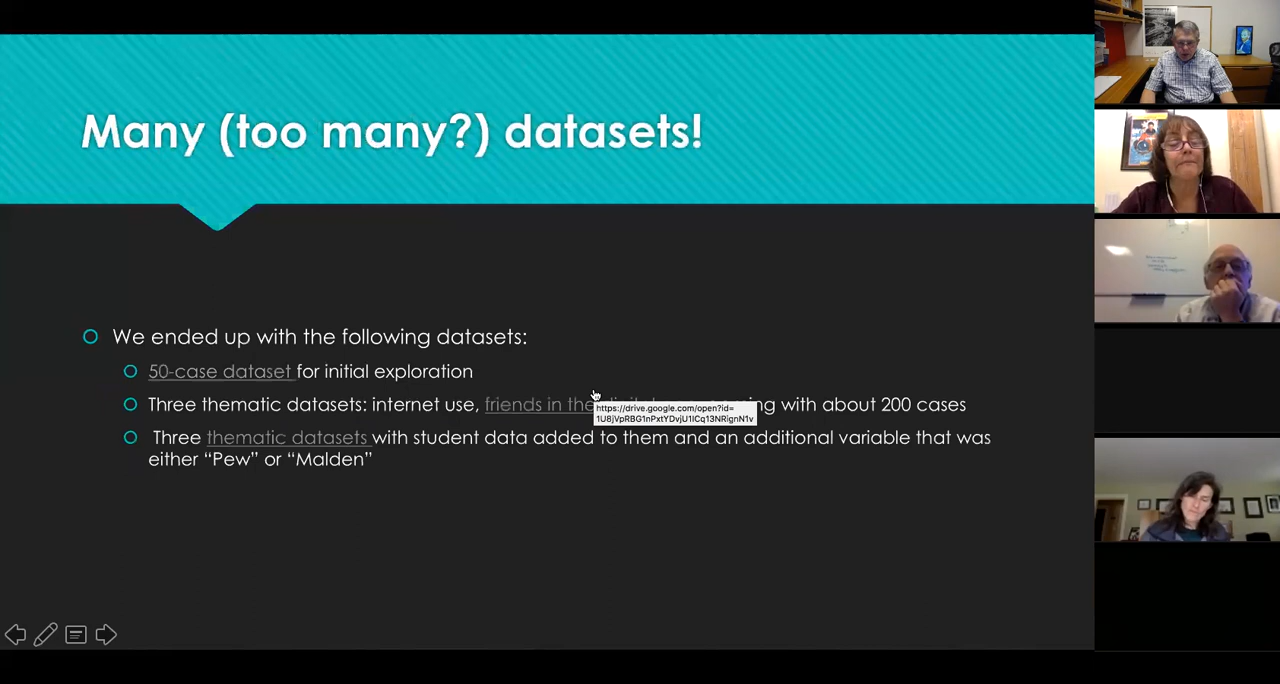 Many (too many?) datasets!
We ended up with the following datasets:
50-case dataset for initial exploration
Three thematic datasets: internet use, friends in the with about 200 cases
https://drive.google.com/open?id=
1U8jVpRBG1nPxtYDvjU1ICq13NRignN1v
Three thematic datasets with student data added to them and an additional variable that was
either “Pew” or “Malden”